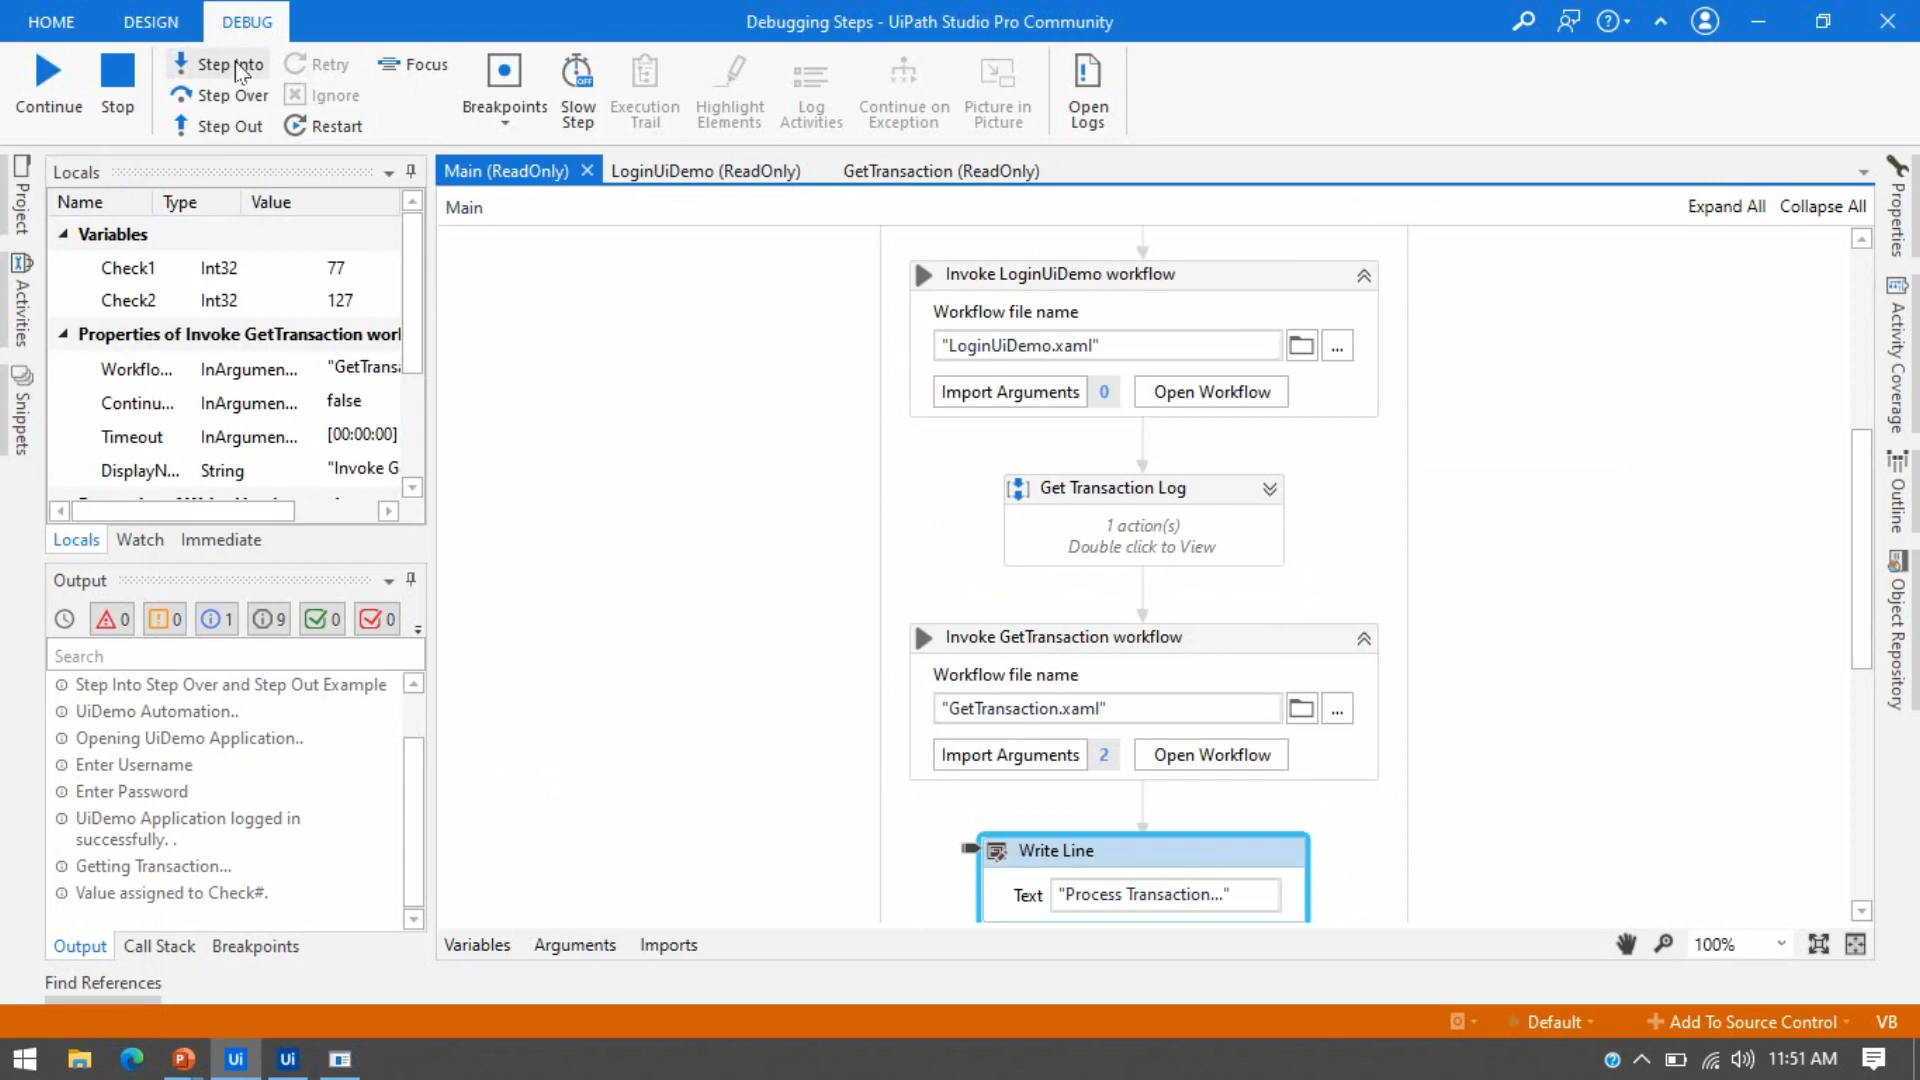 HOME DESIGN DEBUG Debugging Steps - UiPath Studio Pro Community
Continue Stop
Step Into
Step Over
Step Out
Retry
Ignore
Restart
Focus
Breakpoints
Slow
Step
Execution
Trail
Highlight
Elements
Log
Activities
Continue on
Exception
Picture in
Picture
Open
Logs
Project
Activities
Snippets
Locals
Name Type Value
Variables
Check1 Int32 77
Check2 Int32 127
Properties of Invoke GetTransaction worl
Workflo... InArgumen... "GetTransa
Continu... InArgumen... false
Timeout InArgumen... [00:00:00]
DisplayN... String "Invoke G
Locals Watch Immediate
Output
0 0 1 9 0 0
Search
Step Into Step Over and Step Out Example
UiDemo Automation..
Opening UiDemo Application..
Enter Username
Enter Password
UiDemo Application logged in
successfully. .
Getting Transaction...
Value assigned to Check#.
Output Call Stack Breakpoints
Find References
Main (ReadOnly) LoginUiDemo (ReadOnly) GetTransaction (ReadOnly)
Main Expand All Collapse All
Invoke LoginUiDemo workflow
Workflow file name
"LoginUiDemo.xaml" ...
Import Arguments 0 Open Workflow
Get Transaction Log
1 action(s)
Double click to View
Invoke GetTransaction workflow
Workflow file name
"GetTransaction.xaml" ...
Import Arguments 2 Open Workflow
Write Line
Text "Process Transaction..."
Variables Arguments Imports 100%
Properties
Activity Coverage
Outline
Object Repository
Default Add To Source Control VB
Ui Ui 11:51 AM